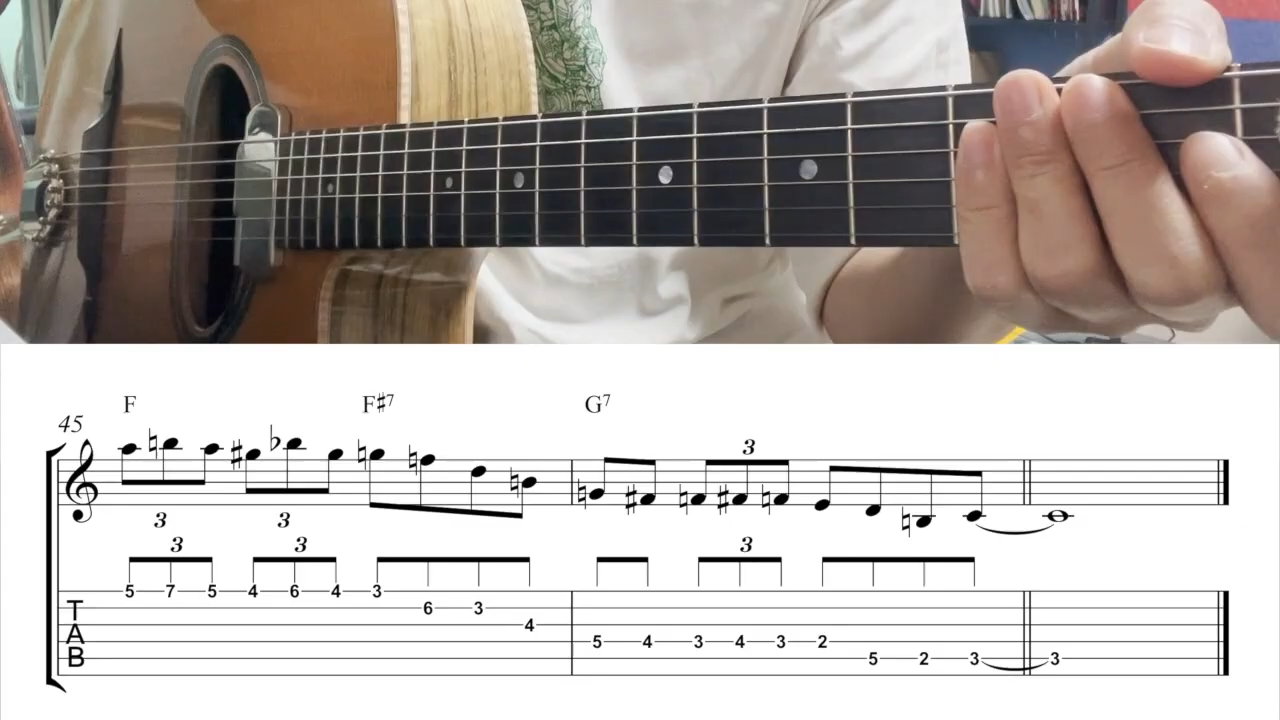 F F♯7 G7
45
3
3 3
3 3 3
5 7 5 4 6 4 3
T 6 3
4
A 5 4 3 4 3 2
B 5 2 3 3